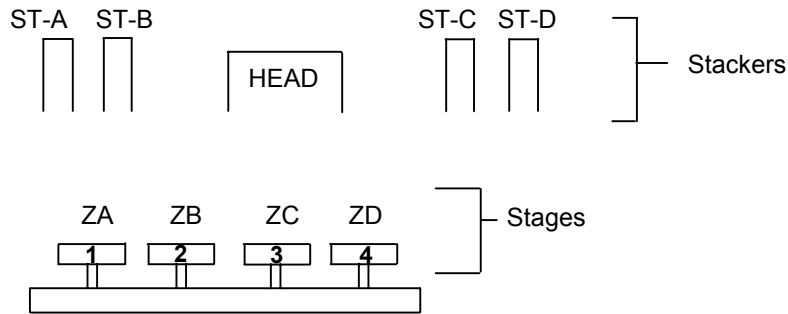 ST-A ST-B ST-C ST-D
HEAD
Stackers
ZA ZB ZC ZD
Stages
1 2 3 4